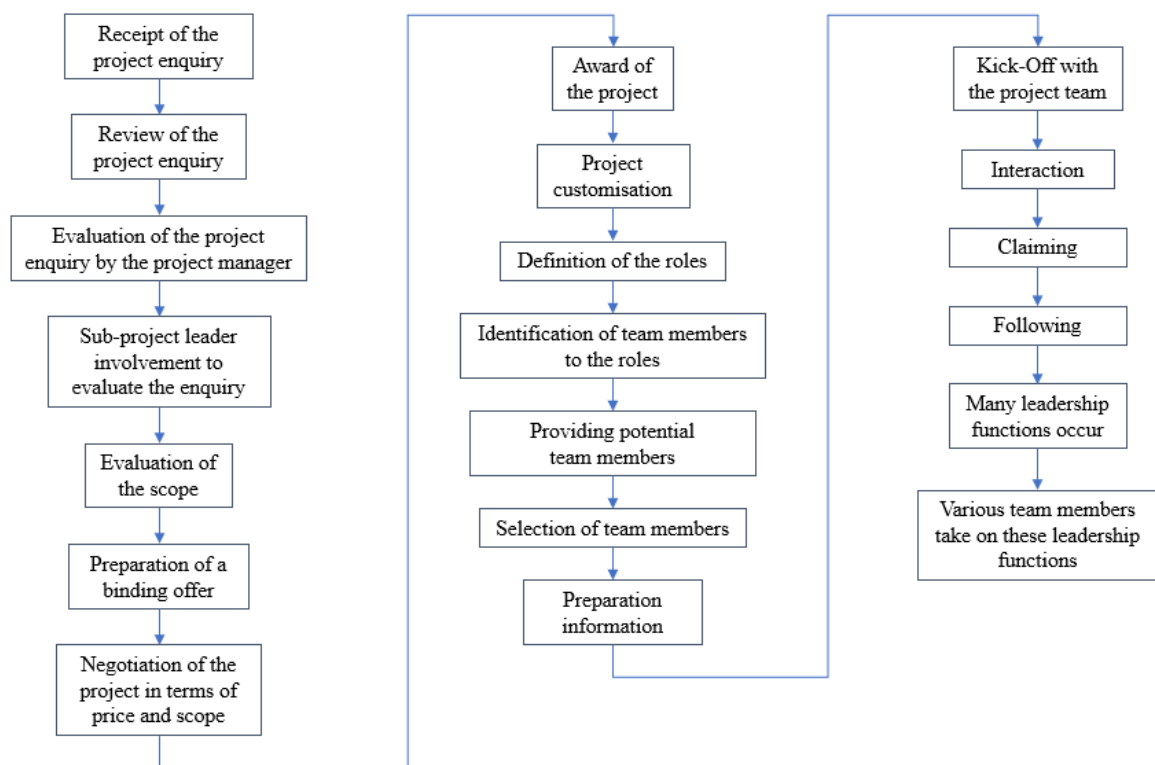 Receipt of the
project enquiry
Review of the
project enquiry
Evaluation of the project
enquiry by the project manager
Sub-project leader
involvement to
evaluate the enquiry
Evaluation of
the scope
Preparation of a
binding offer
Negotiation of the
project in terms of
price and scope
Award of
the project
Project
customisation
Definition of the roles
Identification of team members
to the roles
Providing potential
team members
Selection of team members
Preparation
information
Kick-Off with
the project team
Interaction
Claiming
Following
Many leadership
functions occur
Various team members
take on these leadership
functions